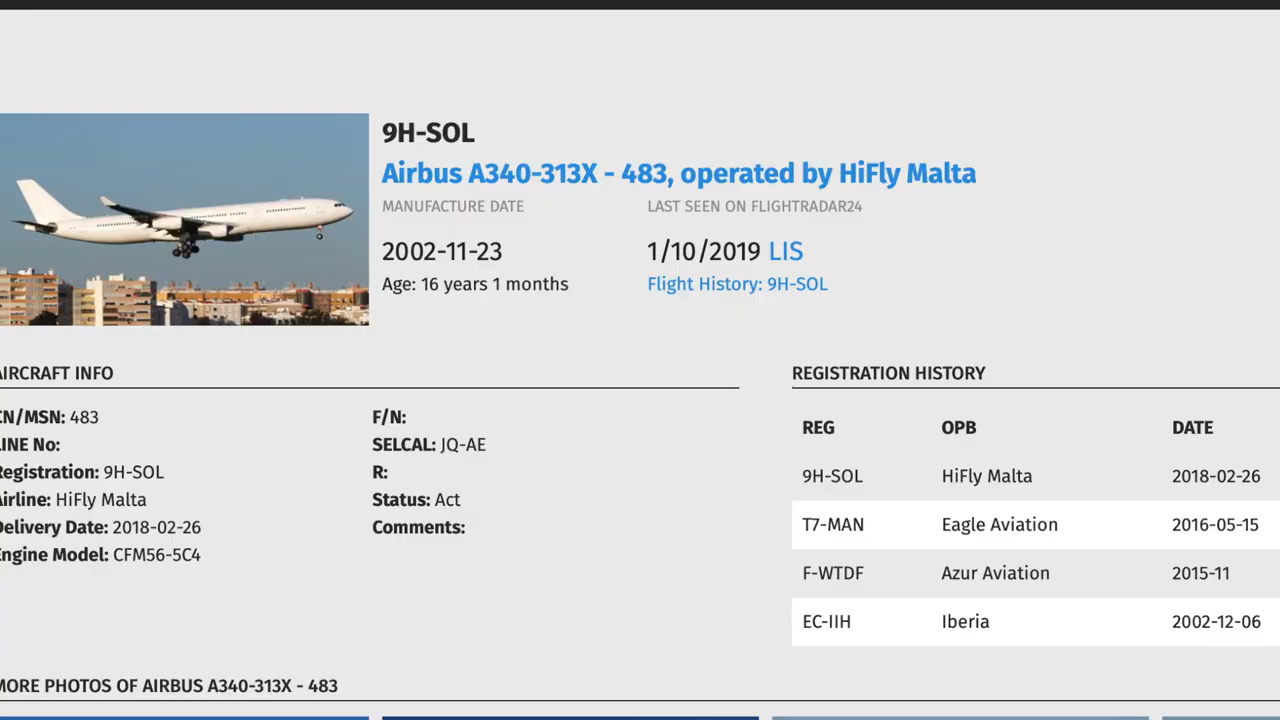 9H-SOL
Airbus A340-313X - 483, operated by HiFly Malta
MANUFACTURE DATE LAST SEEN ON FLIGHTRADAR24
2002-11-23 1/10/2019 LIS
Age: 16 years 1 months Flight History: 9H-SOL
AIRCRAFT INFO
CN/MSN: 483 F/N:
LINE No: SELCAL: JQ-AE
Registration: 9H-SOL R:
Airline: HiFly Malta Status: Act
Delivery Date: 2018-02-26 Comments:
Engine Model: CFM56-5C4
REGISTRATION HISTORY
REG OPB DATE
9H-SOL HiFly Malta 2018-02-26
T7-MAN Eagle Aviation 2016-05-15
F-WTDF Azur Aviation 2015-11
EC-IIH Iberia 2002-12-06
MORE PHOTOS OF AIRBUS A340-313X - 483